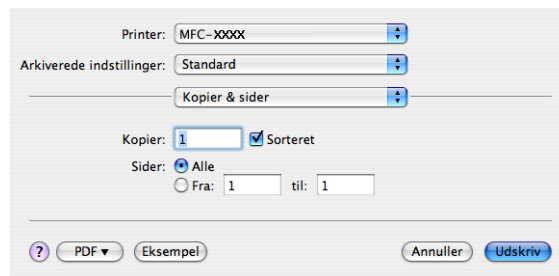 Printer: MFC-XXXX
Arkiverede indstillinger: Standard
Kopier & sider
Kopier: 1 Sorteret
Sider: Alle
Fra: 1 til: 1
? PDF Eksempel Annuller Udskriv